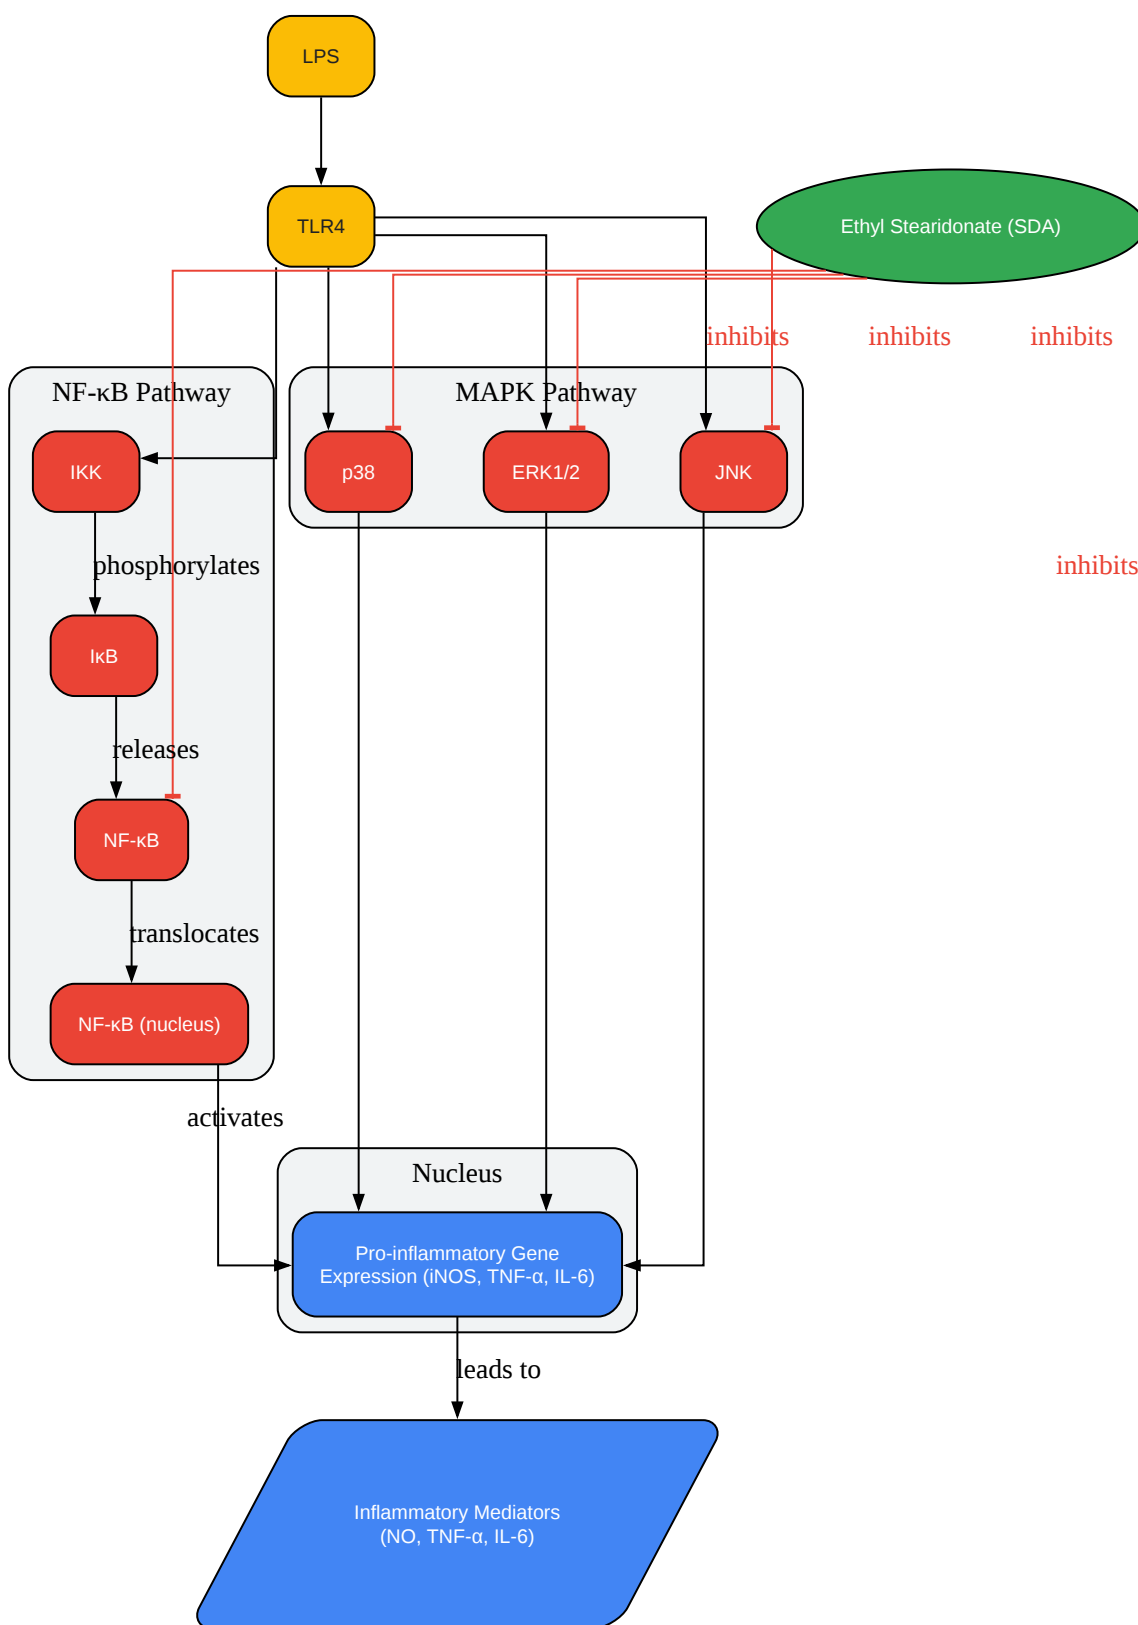 LPS
TLR4
Ethyl Stearidonate (SDA)
inhibits
inhibits
inhibits
NF-κB Pathway
MAPK Pathway
IKK
p38
ERK1/2
JNK
phosphorylates
inhibits
IκB
releases
NF-κB
translocates
NF-κB (nucleus)
activates
Nucleus
Pro-inflammatory Gene
Expression (iNOS, TNF-α, IL-6)
leads to
Inflammatory Mediators
(NO, TNF-α, IL-6)